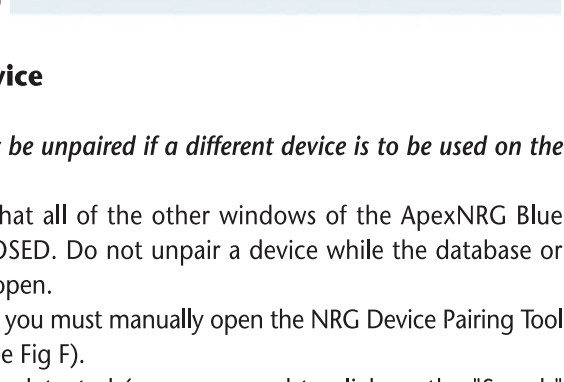 vice
be unpaired if a different device is to be used on the
hat all of the other windows of the ApexNRG Blue
OSED. Do not unpair a device while the database or
open.
you must manually open the NRG Device Pairing Tool
e Fig F).